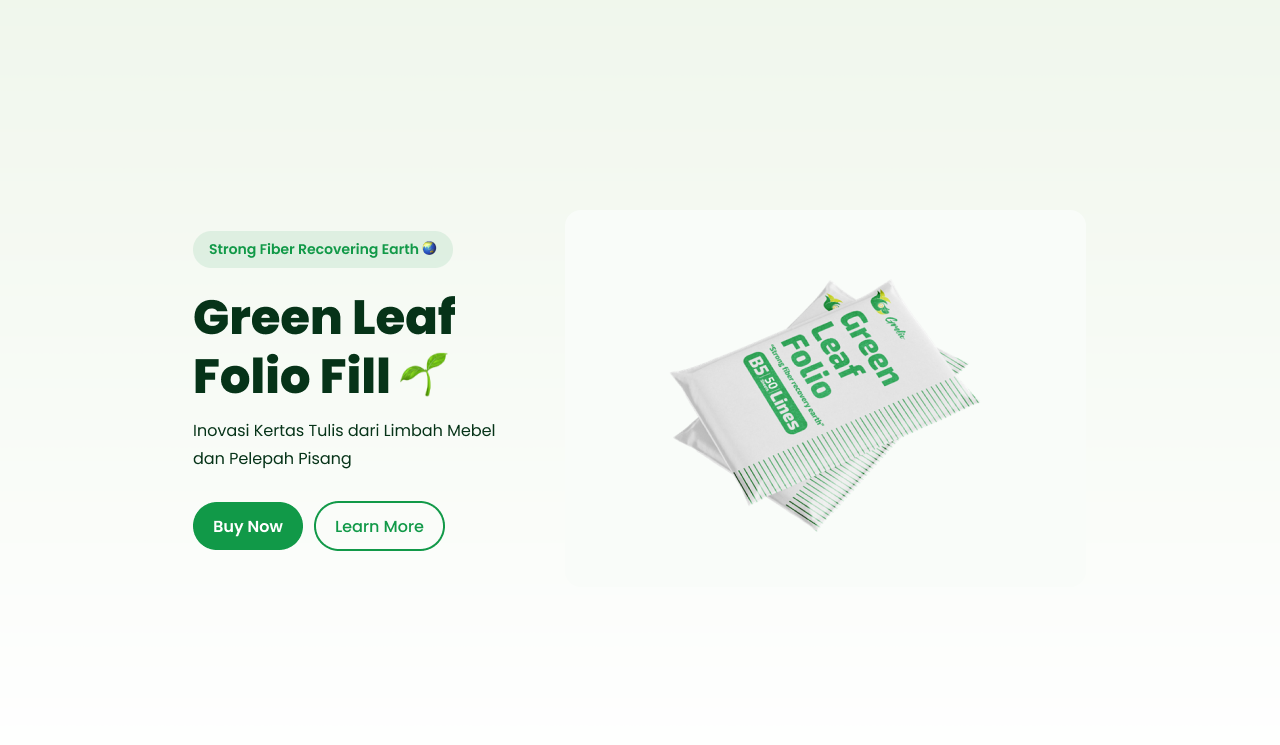 Strong Fiber Recovering Earth 🌏
Green Leaf
Folio Fill 🌱
Inovasi Kertas Tulis dari Limbah Mebel
dan Pelepah Pisang
Buy Now
Learn More
Green
Leaf
Folio
"Strong fiber recovery earth"
B5
50
Lines